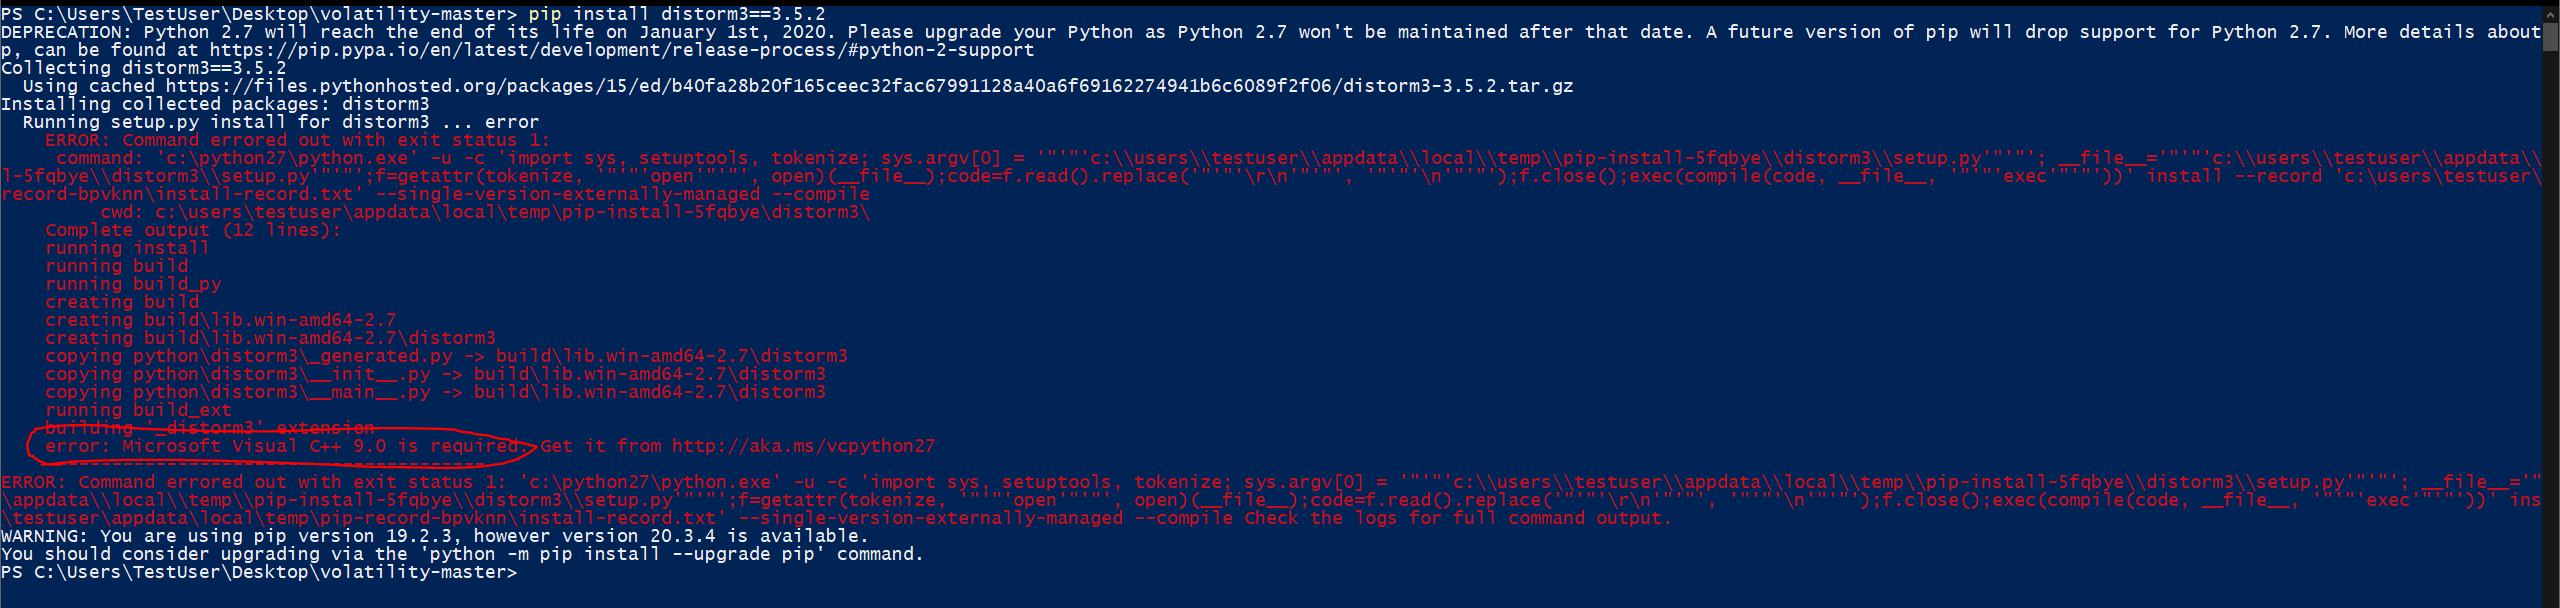 PS C:\Users\TestUser\Desktop\volatility-master> pip install distorm3==3.5.2
DEPRECATION: Python 2.7 will reach the end of its life on January 1st, 2020. Please upgrade your Python as Python 2.7 won't be maintained after that date. A future version of pip will drop support for Python 2.7. More details about
p, can be found at https://pip.pypa.io/en/latest/development/release-process/#python-2-support
Collecting distorm3==3.5.2
  Using cached https://files.pythonhosted.org/packages/15/ed/b40fa28b20f165ceec32fac67991128a40a6f69162274941b6c6089f2f06/distorm3-3.5.2.tar.gz
Installing collected packages: distorm3
  Running setup.py install for distorm3 ... error
    ERROR: Command errored out with exit status 1:
     command: 'c:\python27\python.exe' -u -c 'import sys, setuptools, tokenize; sys.argv[0] = '"'"'c:\\users\\testuser\\appdata\\local\\temp\\pip-install-5fqbye\\distorm3\\setup.py'"'"'; __file__='"'"'c:\\users\\testuser\\appdata\\
l-5fqbye\\distorm3\\setup.py'"'"';f=getattr(tokenize, '"'"'open'"'"', open)(__file__);code=f.read().replace('"'"'\r\n'"'"', '"'"'\n'"'"');f.close();exec(compile(code, __file__, '"'"'exec'"'"'))' install --record 'c:\users\testuser\
record-bpvknn\install-record.txt' --single-version-externally-managed --compile
         cwd: c:\users\testuser\appdata\local\temp\pip-install-5fqbye\distorm3\
    Complete output (12 lines):
    running install
    running build
    running build_py
    creating build
    creating build\lib.win-amd64-2.7
    creating build\lib.win-amd64-2.7\distorm3
    copying python\distorm3\_generated.py -> build\lib.win-amd64-2.7\distorm3
    copying python\distorm3\__init__.py -> build\lib.win-amd64-2.7\distorm3
    copying python\distorm3\__main__.py -> build\lib.win-amd64-2.7\distorm3
    running build_ext
    building '_distorm3' extension
    error: Microsoft Visual C++ 9.0 is required. Get it from http://aka.ms/vcpython27
    ----------------------------------------
ERROR: Command errored out with exit status 1: 'c:\python27\python.exe' -u -c 'import sys, setuptools, tokenize; sys.argv[0] = '"'"'c:\\users\\testuser\\appdata\\local\\temp\\pip-install-5fqbye\\distorm3\\setup.py'"'"'; __file__='"
\appdata\\local\\temp\\pip-install-5fqbye\\distorm3\\setup.py'"'"';f=getattr(tokenize, '"'"'open'"'"', open)(__file__);code=f.read().replace('"'"'\r\n'"'"', '"'"'\n'"'"');f.close();exec(compile(code, __file__, '"'"'exec'"'"'))' ins
\testuser\appdata\local\temp\pip-record-bpvknn\install-record.txt' --single-version-externally-managed --compile Check the logs for full command output.
WARNING: You are using pip version 19.2.3, however version 20.3.4 is available.
You should consider upgrading via the 'python -m pip install --upgrade pip' command.
PS C:\Users\TestUser\Desktop\volatility-master>